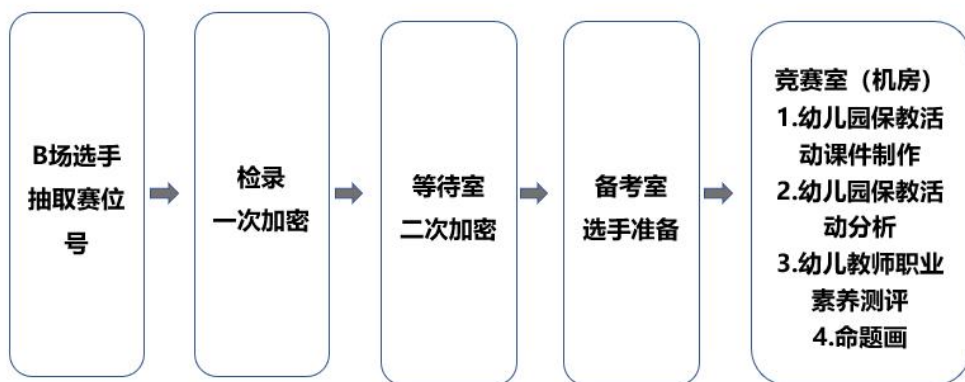 B场选手
抽取赛位
号
检录
一次加密
等待室
二次加密
备考室
选手准备
竞赛室（机房）
1.幼儿园保教活
动课件制作
2.幼儿园保教活
动分析
3.幼儿教师职业
素养测评
4.命题画